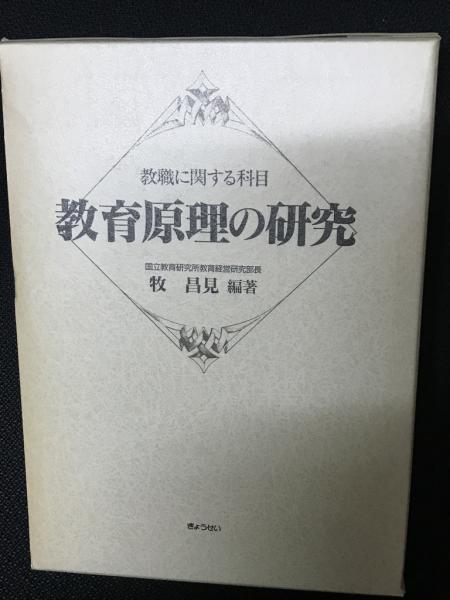 教職に関する科目
教育原理の研究
国立教育研究所教育経営研究部長
牧 昌見 編著
ぎょうせい